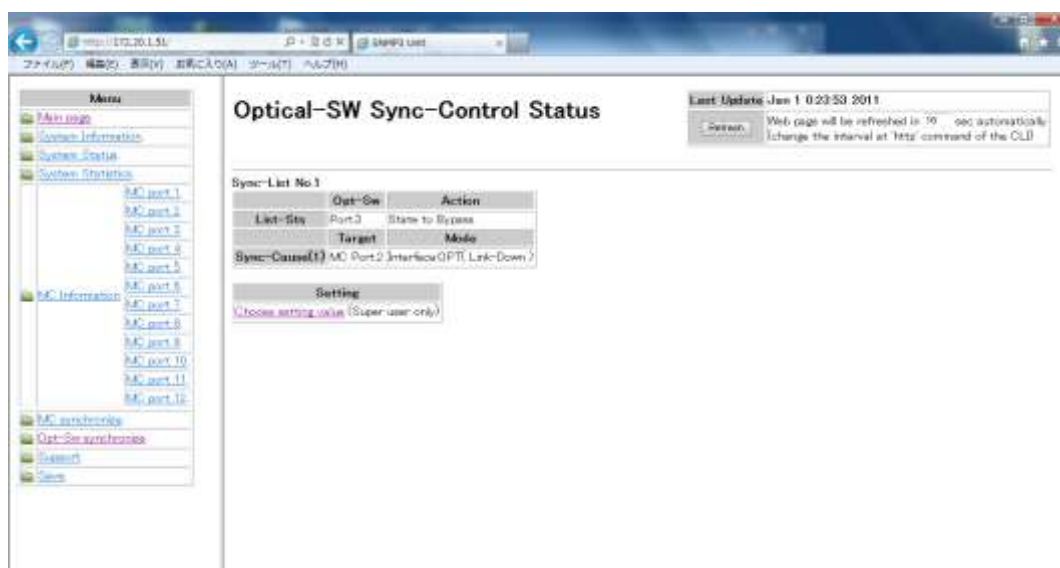 http://172.20.1.51/
SNMP3 Unit
ファイル(F) 編集(E) 表示(V) お気に入り(A) ツール(T) ヘルプ(H)
Menu
Main page
System Information
System Status
System Statistics
MC Information
MC port 1
MC port 2
MC port 3
MC port 4
MC port 5
MC port 6
MC port 7
MC port 8
MC port 9
MC port 10
MC port 11
MC port 12
MC synchronize
Opt-Sw synchronize
Support
Save
Optical-SW Sync-Control Status
Last Update Jan 1 0:23:53 2011
Refresh
Web page will be refreshed in 10 sec automatically
(change the interval at 'http' command of the CLI)
Sync-List No.1
Opt-Sw Action
List-Sts Port.3 State to Bypass
Target Mode
Sync-Cause(1) MC Port.2 Interface:OPT( Link-Down )
Setting
Choose setting value (Super user only)